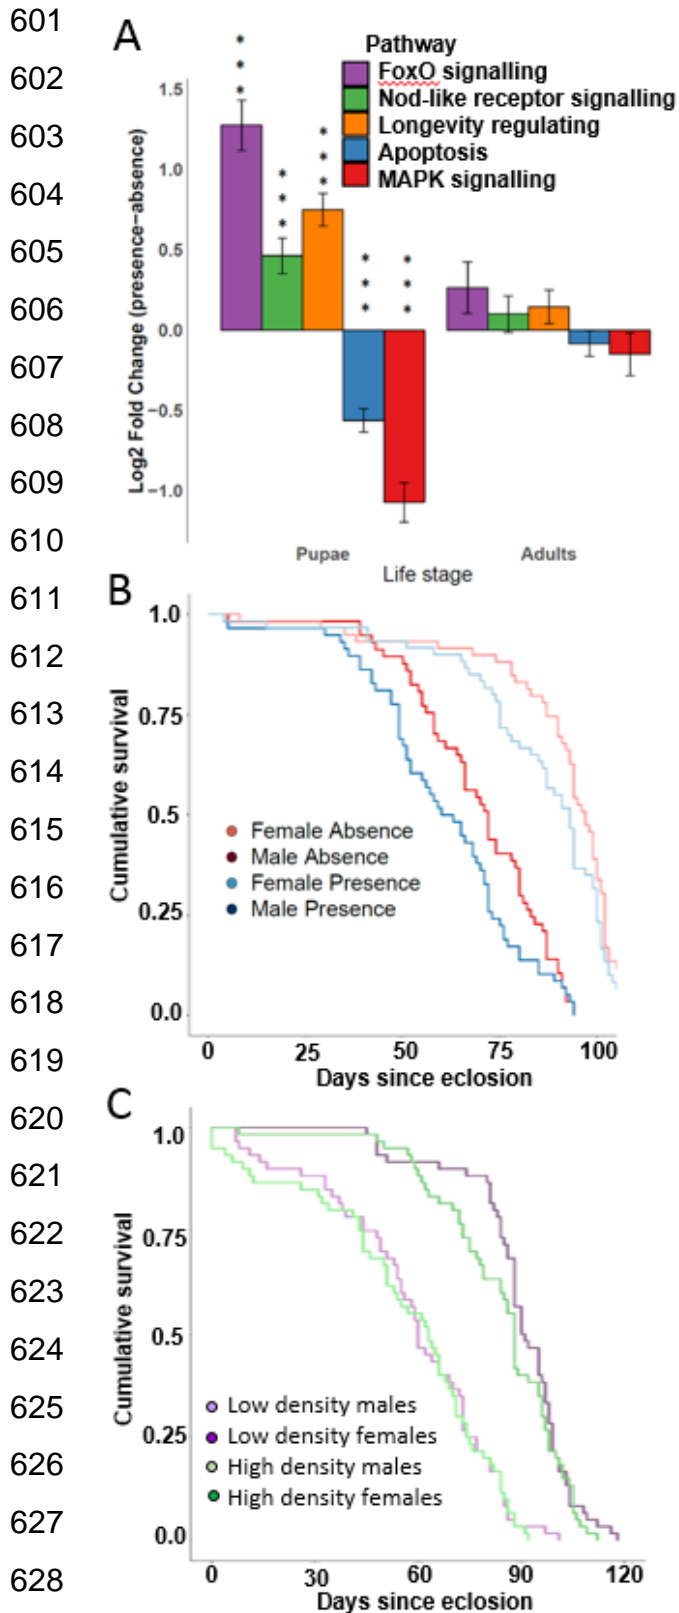 601
602
603
604
605
606
607
608
609
610
611
612
613
614
615
616
617
618
619
620
621
622
623
624
625
626
627
628
A
Pathway
FoxO signalling
Nod-like receptor signalling
Longevity regulating
Apoptosis
MAPK signalling
Log2 Fold Change (presence−absence)
1.5
1.0
0.5
0.0
−0.5
−1.0
* * *
* * *
* * *
* * *
* * *
Pupae Adults
Life stage
B
Cumulative survival
1.0
0.75
0.5
0.25
0.0
Female Absence
Male Absence
Female Presence
Male Presence
0 25 50 75 100
Days since eclosion
C
Cumulative survival
1.0
0.75
0.5
0.25
0.0
Low density males
Low density females
High density males
High density females
0 30 60 90 120
Days since eclosion